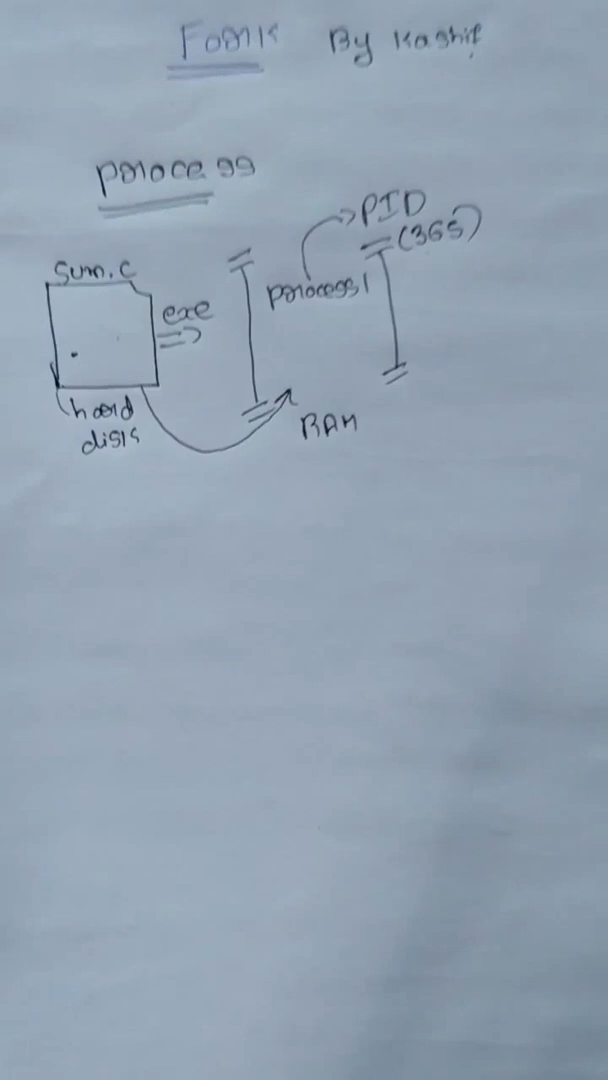 Fork By Kashif
process
PID
(365)
sum.c
process1
exe
hard
disk
RAM